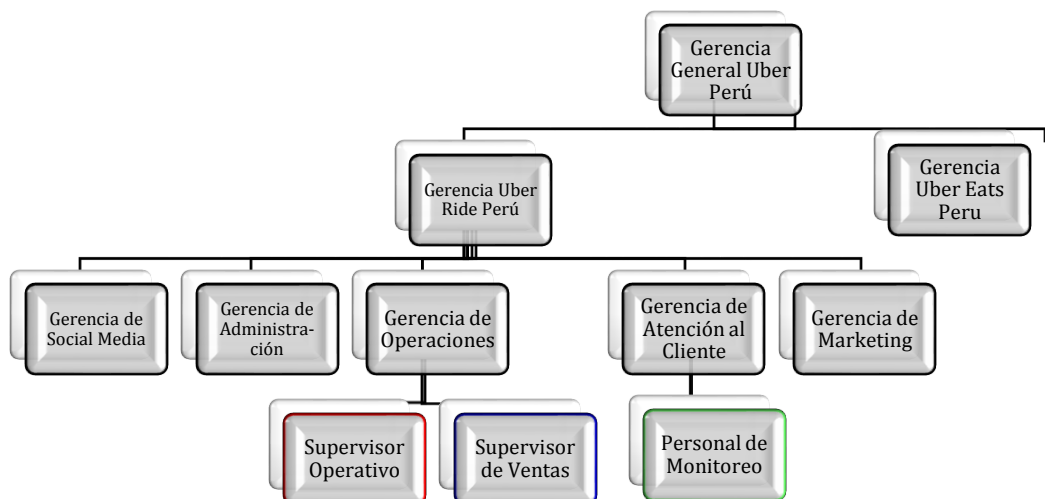 Gerencia
General Uber
Perú
Gerencia Uber
Ride Perú
Gerencia
Uber Eats
Peru
Gerencia de
Social Media
Gerencia de
Administra-
ción
Gerencia de
Operaciones
Gerencia de
Atención al
Cliente
Gerencia de
Marketing
Supervisor
Operativo
Supervisor
de Ventas
Personal de
Monitoreo